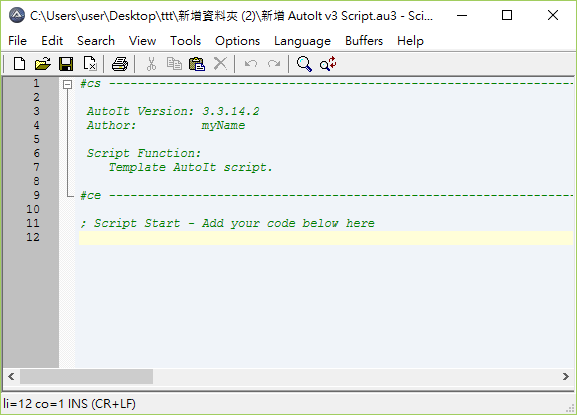 C:\Users\user\Desktop\ttt\新增資料夾 (2)\新增 AutoIt v3 Script.au3 - Sci...
File Edit Search View Tools Options Language Buffers Help
1 #cs ----------------------------------------------------------------
2
3 AutoIt Version: 3.3.14.2
4 Author: myName
5
6 Script Function:
7 Template AutoIt script.
8
9 #ce ----------------------------------------------------------------
10
11 ; Script Start - Add your code below here
12
li=12 co=1 INS (CR+LF)